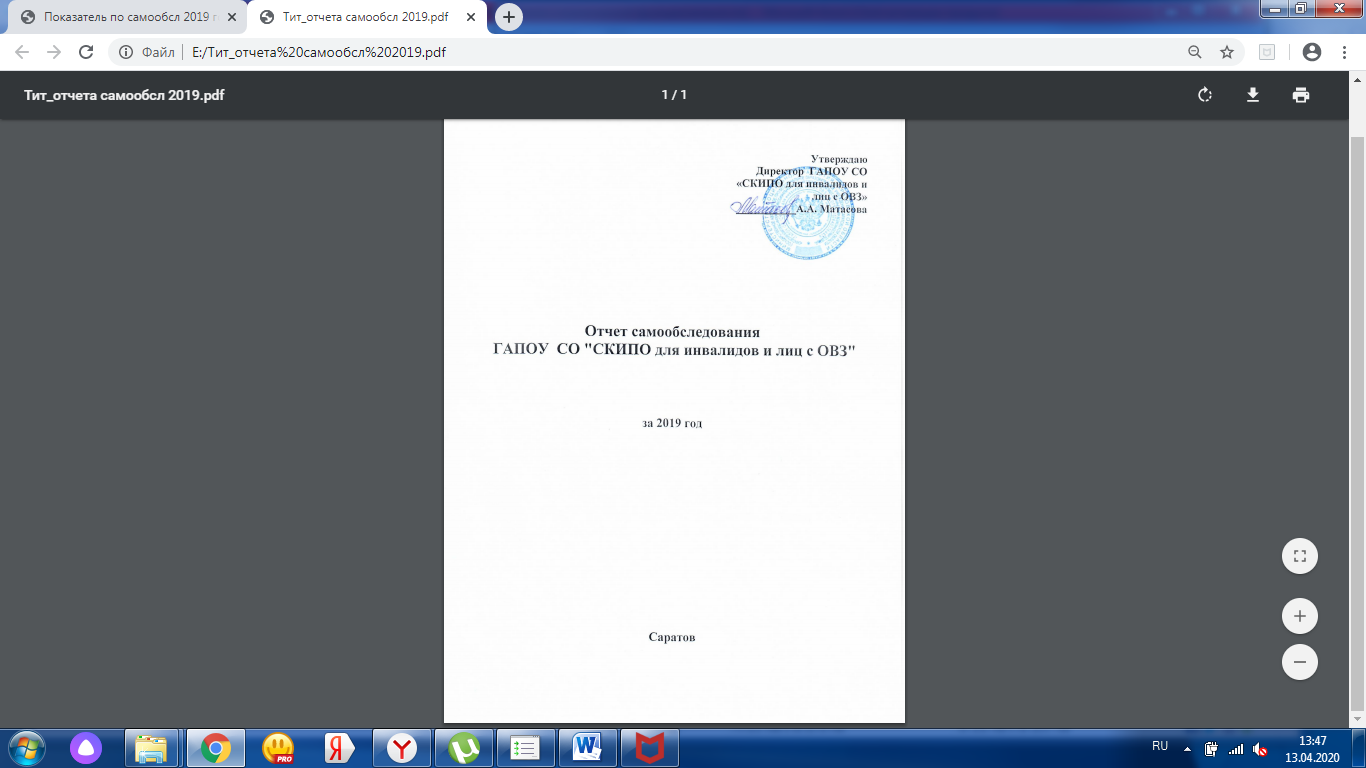 Показатель по самообсл 2019 г
Тит_отчета самообсл 2019.pdf
Файл
E:/Тит_отчета%20самообсл%202019.pdf
Тит_отчета самообсл 2019.pdf
1 / 1
Утверждаю
Директор ГАПОУ СО
«СКИПО для инвалидов и
лиц с ОВЗ»
А.А. Матасова
Отчет самообследования
ГАПОУ СО "СКИПО для инвалидов и лиц с ОВЗ"
за 2019 год
Саратов
PRO
Я
Y
µ
W
RU
13:47
13.04.2020